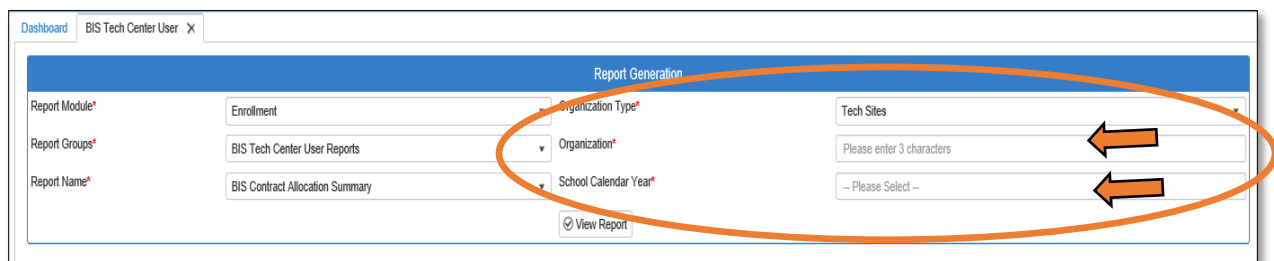 Dashboard BIS Tech Center User X
Report Generation
Report Module* Enrollment Organization Type* Tech Sites
Report Groups* BIS Tech Center User Reports Organization* Please enter 3 characters
Report Name* BIS Contract Allocation Summary School Calendar Year* -- Please Select --
View Report